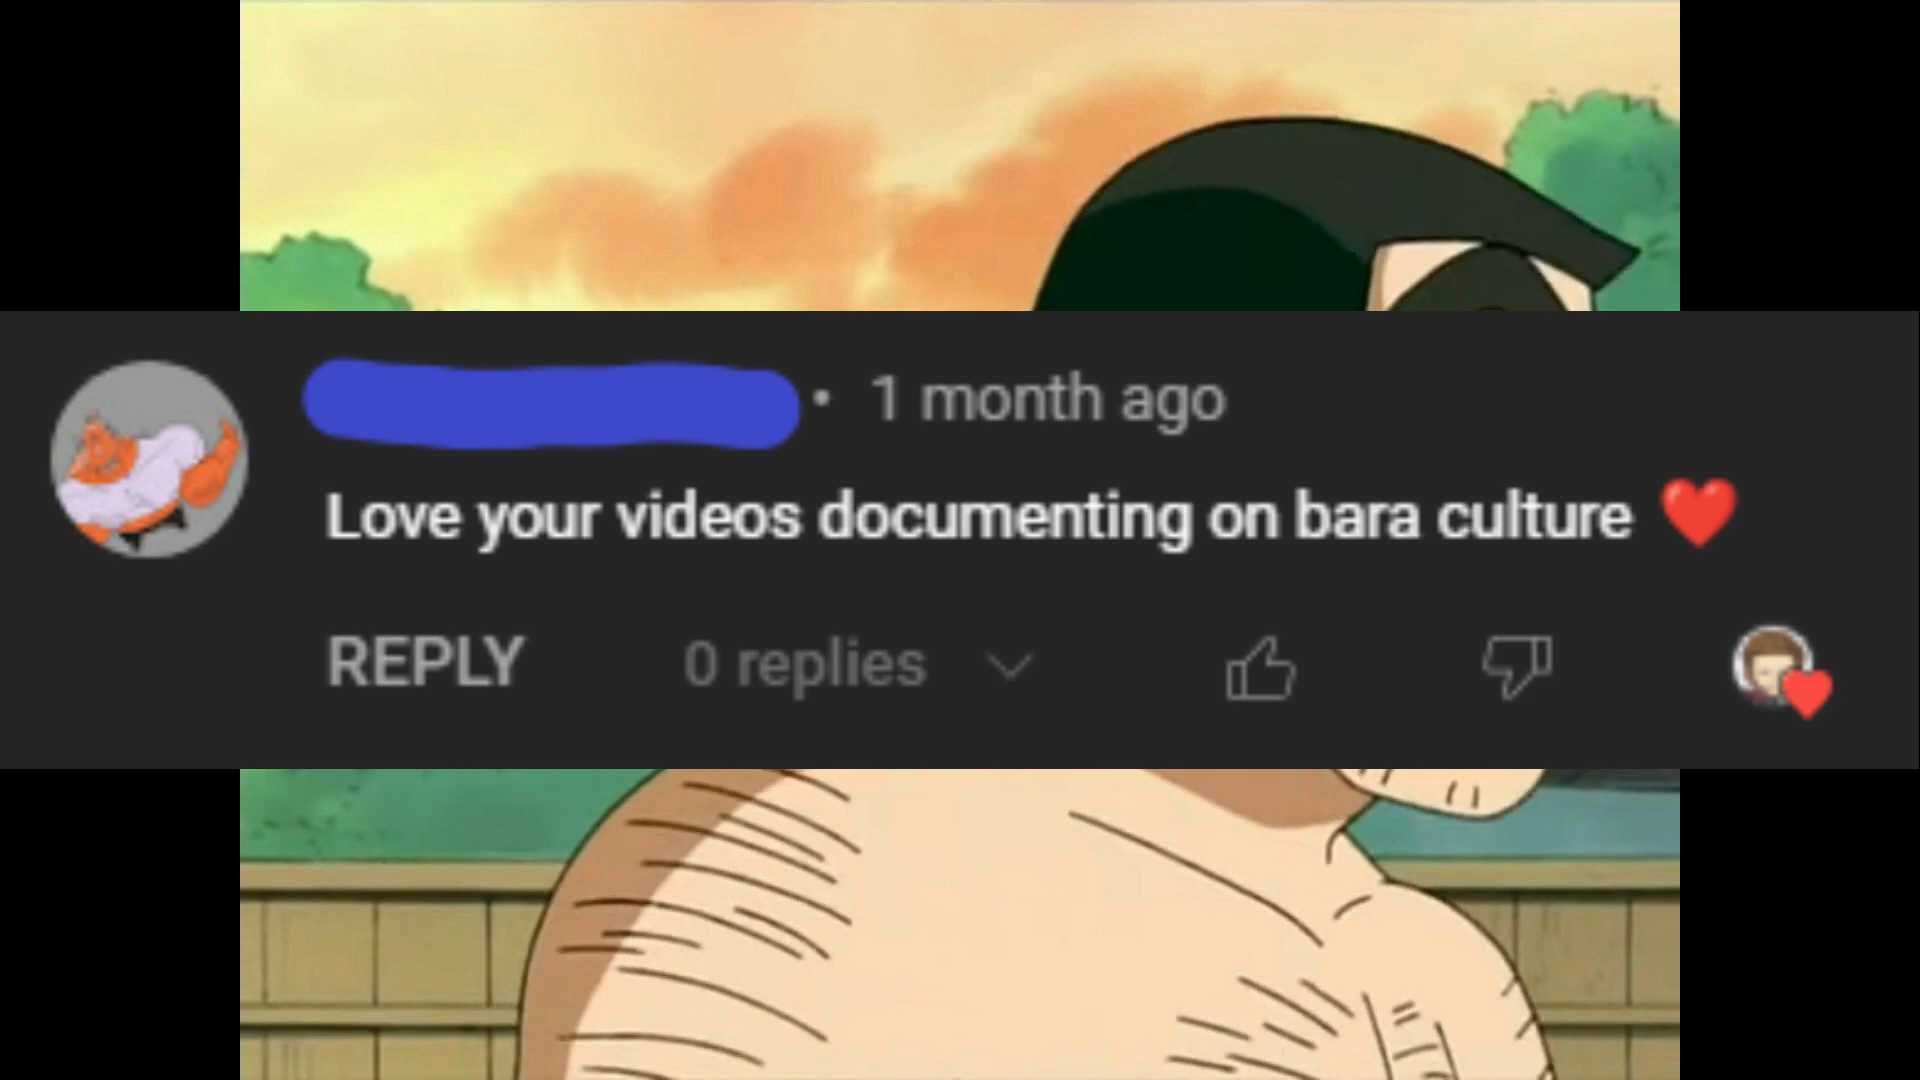 • 1 month ago
Love your videos documenting on bara culture ❤️
REPLY 0 replies